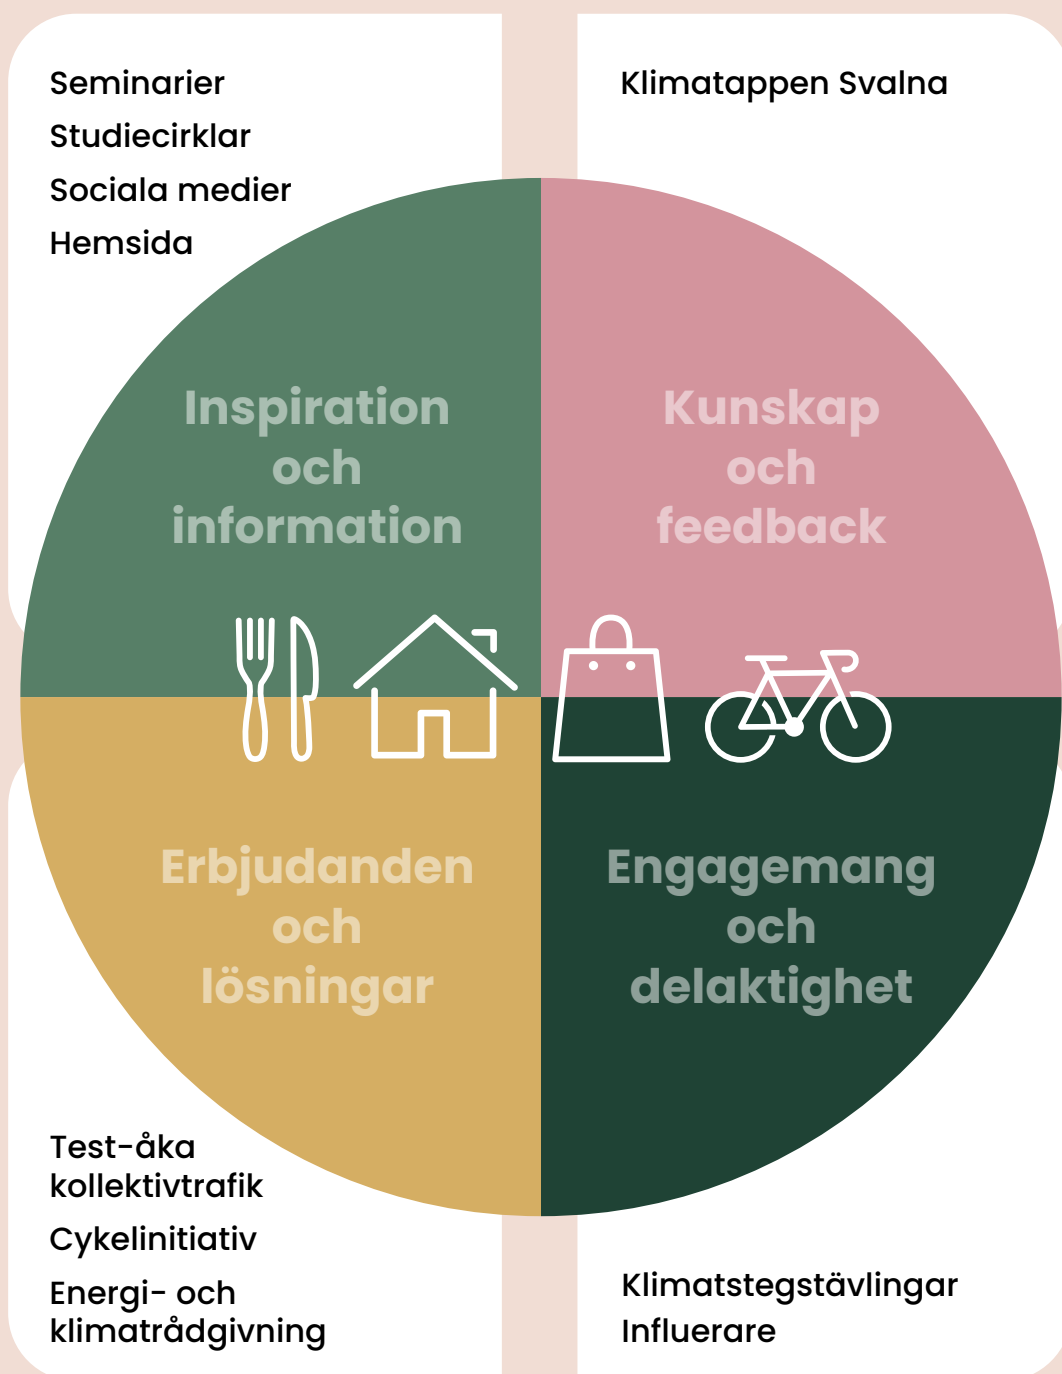 Seminarier
Studiecirklar
Sociala medier
Hemsida
Klimatappen Svalna
Inspiration
och
information
Kunskap
och
feedback
Erbjudanden
och
lösningar
Engagemang
och
delaktighet
Test-åka
kollektivtrafik
Cykelinitiativ
Energi- och
klimatrådgivning
Klimatstegstävlingar
Influerare